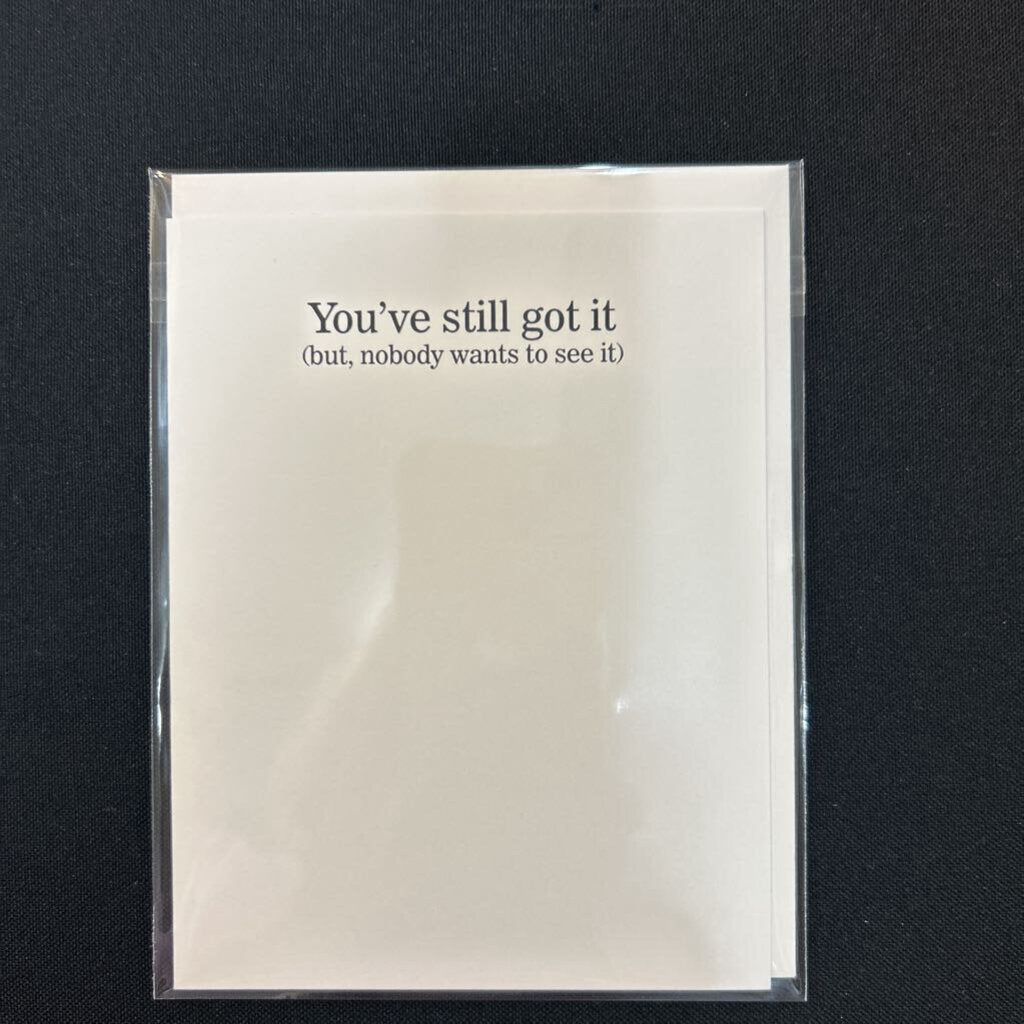 You’ve still got it
(but, nobody wants to see it)